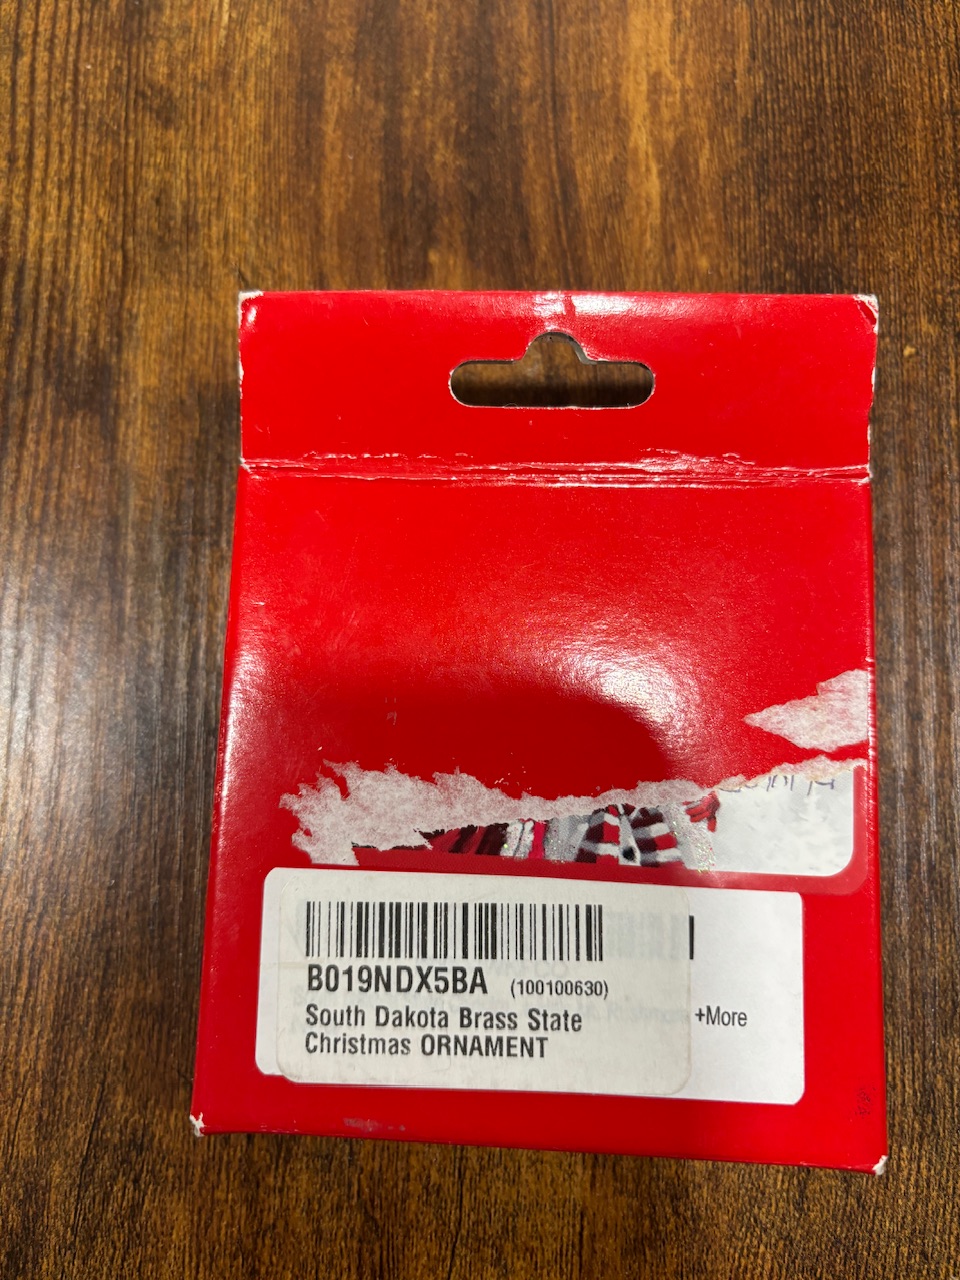 B019NDX5BA (100100630)
South Dakota Brass State
Christmas ORNAMENT
+More